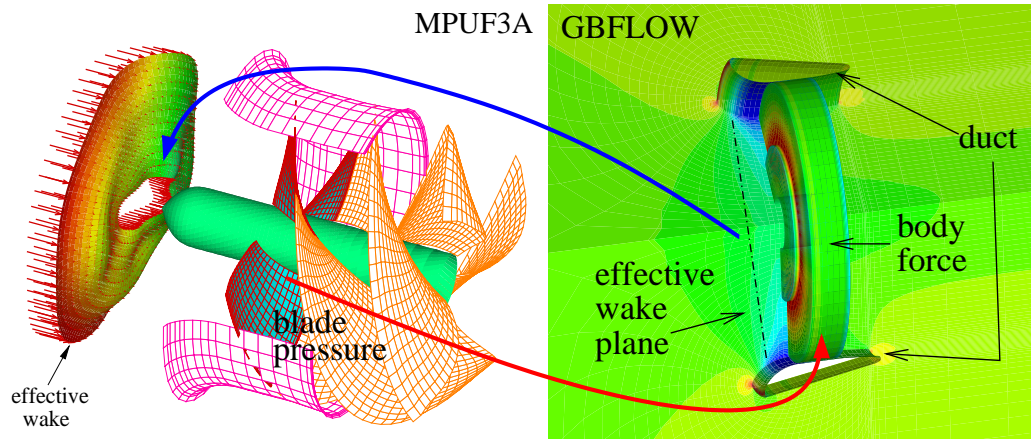 MPUF3A
GBFLOW
duct
body
force
effective
wake
plane
blade
pressure
effective
wake